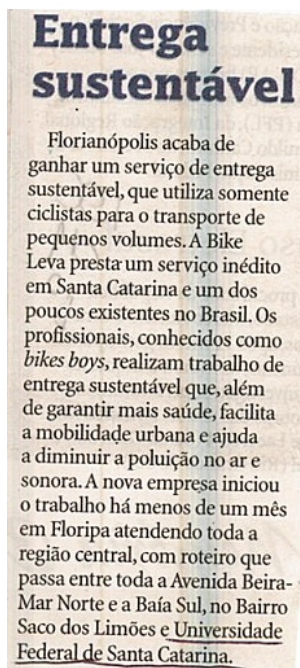 Entrega
sustentável
Florianópolis acaba de
ganhar um serviço de entrega
sustentável, que utiliza somente
ciclistas para o transporte de
pequenos volumes. A Bike
Leva presta um serviço inédito
em Santa Catarina e um dos
poucos existentes no Brasil. Os
profissionais, conhecidos como
bikes boys, realizam trabalho de
entrega sustentável que, além
de garantir mais saúde, facilita
a mobilidade urbana e ajuda
a diminuir a poluição no ar e
sonora. A nova empresa iniciou
o trabalho há menos de um mês
em Floripa atendendo toda a
região central, com roteiro que
passa entre toda a Avenida Beira-
Mar Norte e a Baía Sul, no Bairro
Saco dos Limões e Universidade
Federal de Santa Catarina.